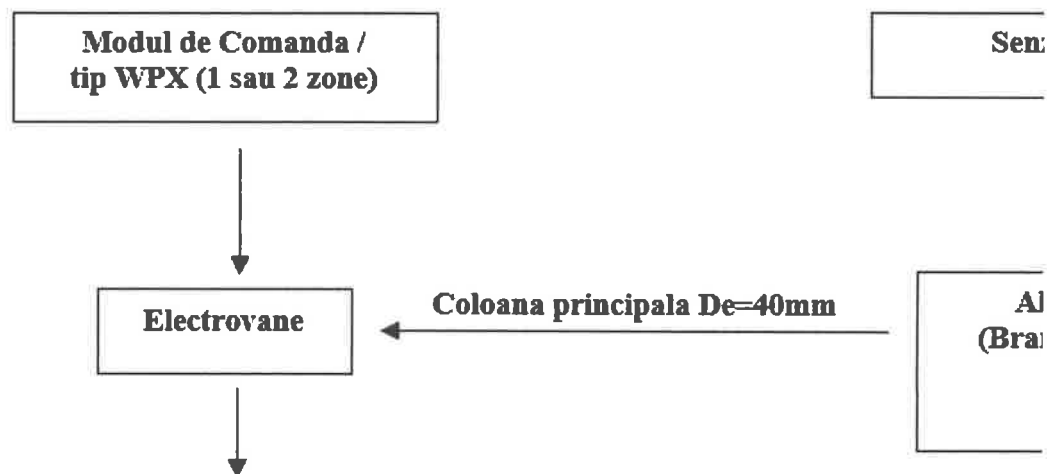 Modul de Comanda /
tip WPX (1 sau 2 zone)
Electrovane
Coloana principala De=40mm